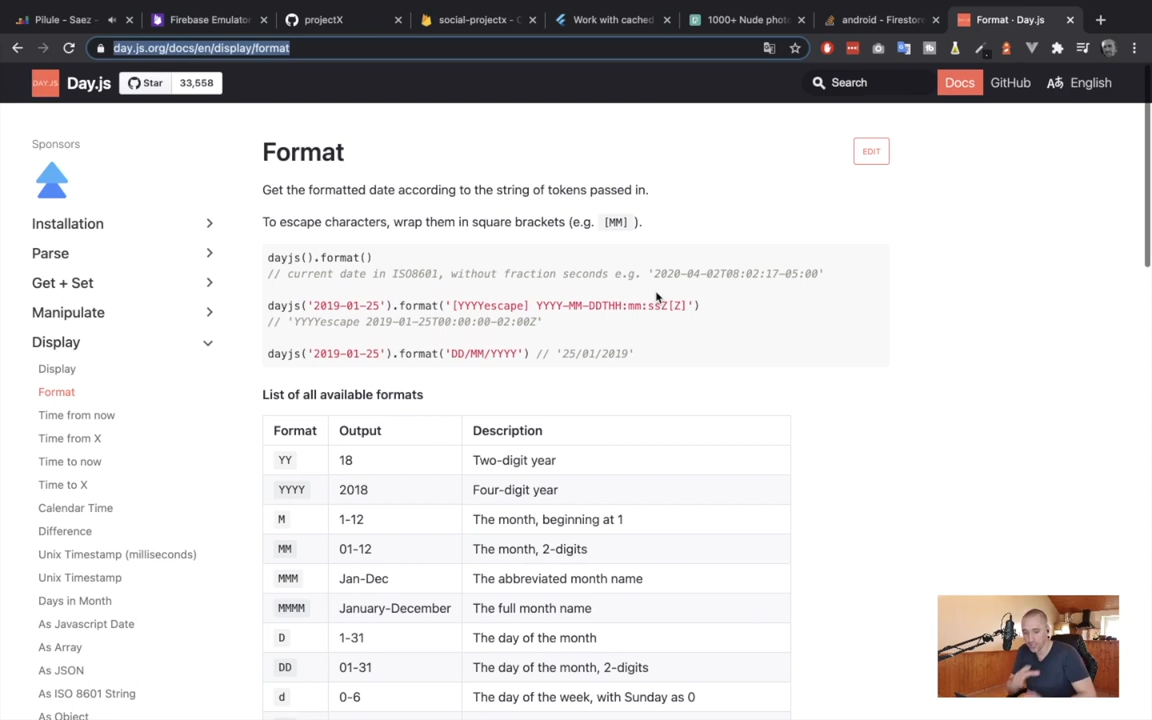 Pilule - Saez -
Firebase Emulator
projectX
social-projectx -
Work with cached
1000+ Nude phot
android - Firestor
Format · Day.js
day.js.org/docs/en/display/format
DAY.JS
Day.js
Star
33,558
Search
Docs
GitHub
English
Sponsors
Installation
Parse
Get + Set
Manipulate
Display
Display
Format
Time from now
Time from X
Time to now
Time to X
Calendar Time
Difference
Unix Timestamp (milliseconds)
Unix Timestamp
Days in Month
As Javascript Date
As Array
As JSON
As ISO 8601 String
As Object
Format
EDIT
Get the formatted date according to the string of tokens passed in.
To escape characters, wrap them in square brackets (e.g. [MM] ).
dayjs().format()
// current date in ISO8601, without fraction seconds e.g. '2020-04-02T08:02:17-05:00'
dayjs('2019-01-25').format('[YYYYescape] YYYY-MM-DDTHH:mm:ssZ[Z]')
// 'YYYYescape 2019-01-25T00:00:00-02:00Z'
dayjs('2019-01-25').format('DD/MM/YYYY') // '25/01/2019'
List of all available formats
Format Output Description
YY 18 Two-digit year
YYYY 2018 Four-digit year
M 1-12 The month, beginning at 1
MM 01-12 The month, 2-digits
MMM Jan-Dec The abbreviated month name
MMMM January-December The full month name
D 1-31 The day of the month
DD 01-31 The day of the month, 2-digits
d 0-6 The day of the week, with Sunday as 0